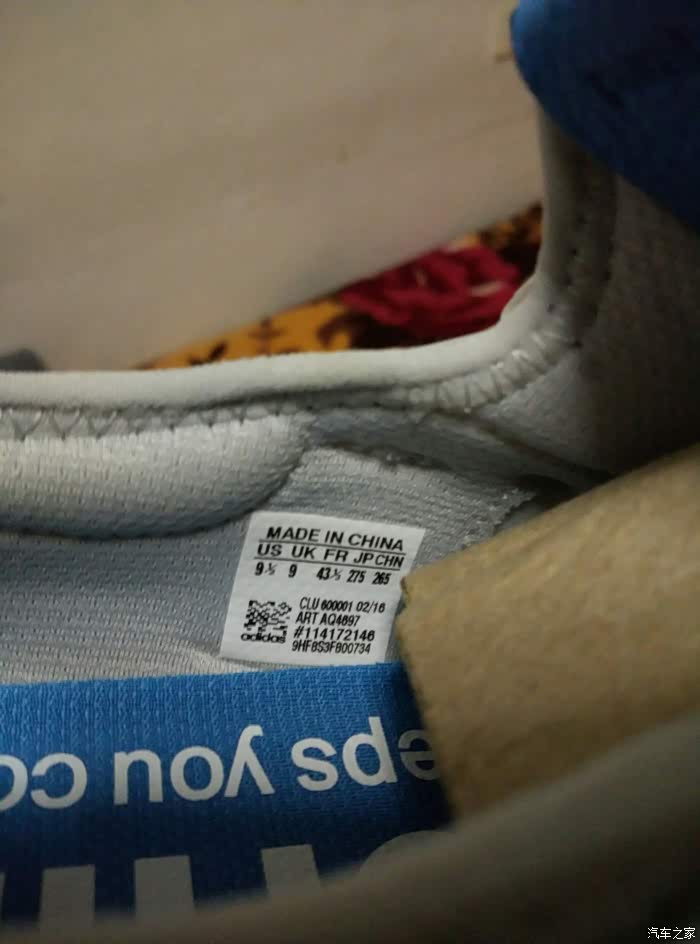 MADE IN CHINA
US UK FR JP CHN
9½ 9 43⅓ 275 265
CLU 600001 02/16
ART AQ4697
#114172146
9HF8S3FB00734
adidas
eps you co
汽车之家